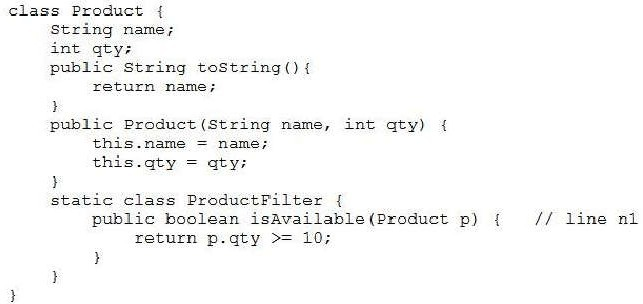 class Product {
    String name;
    int qty;
    public String toString(){
        return name;
    }
    public Product(String name, int qty) {
        this.name = name;
        this.qty = qty;
    }
    static class ProductFilter {
        public boolean isAvailable(Product p) {   // line n1
            return p.qty >= 10;
        }
    }
}